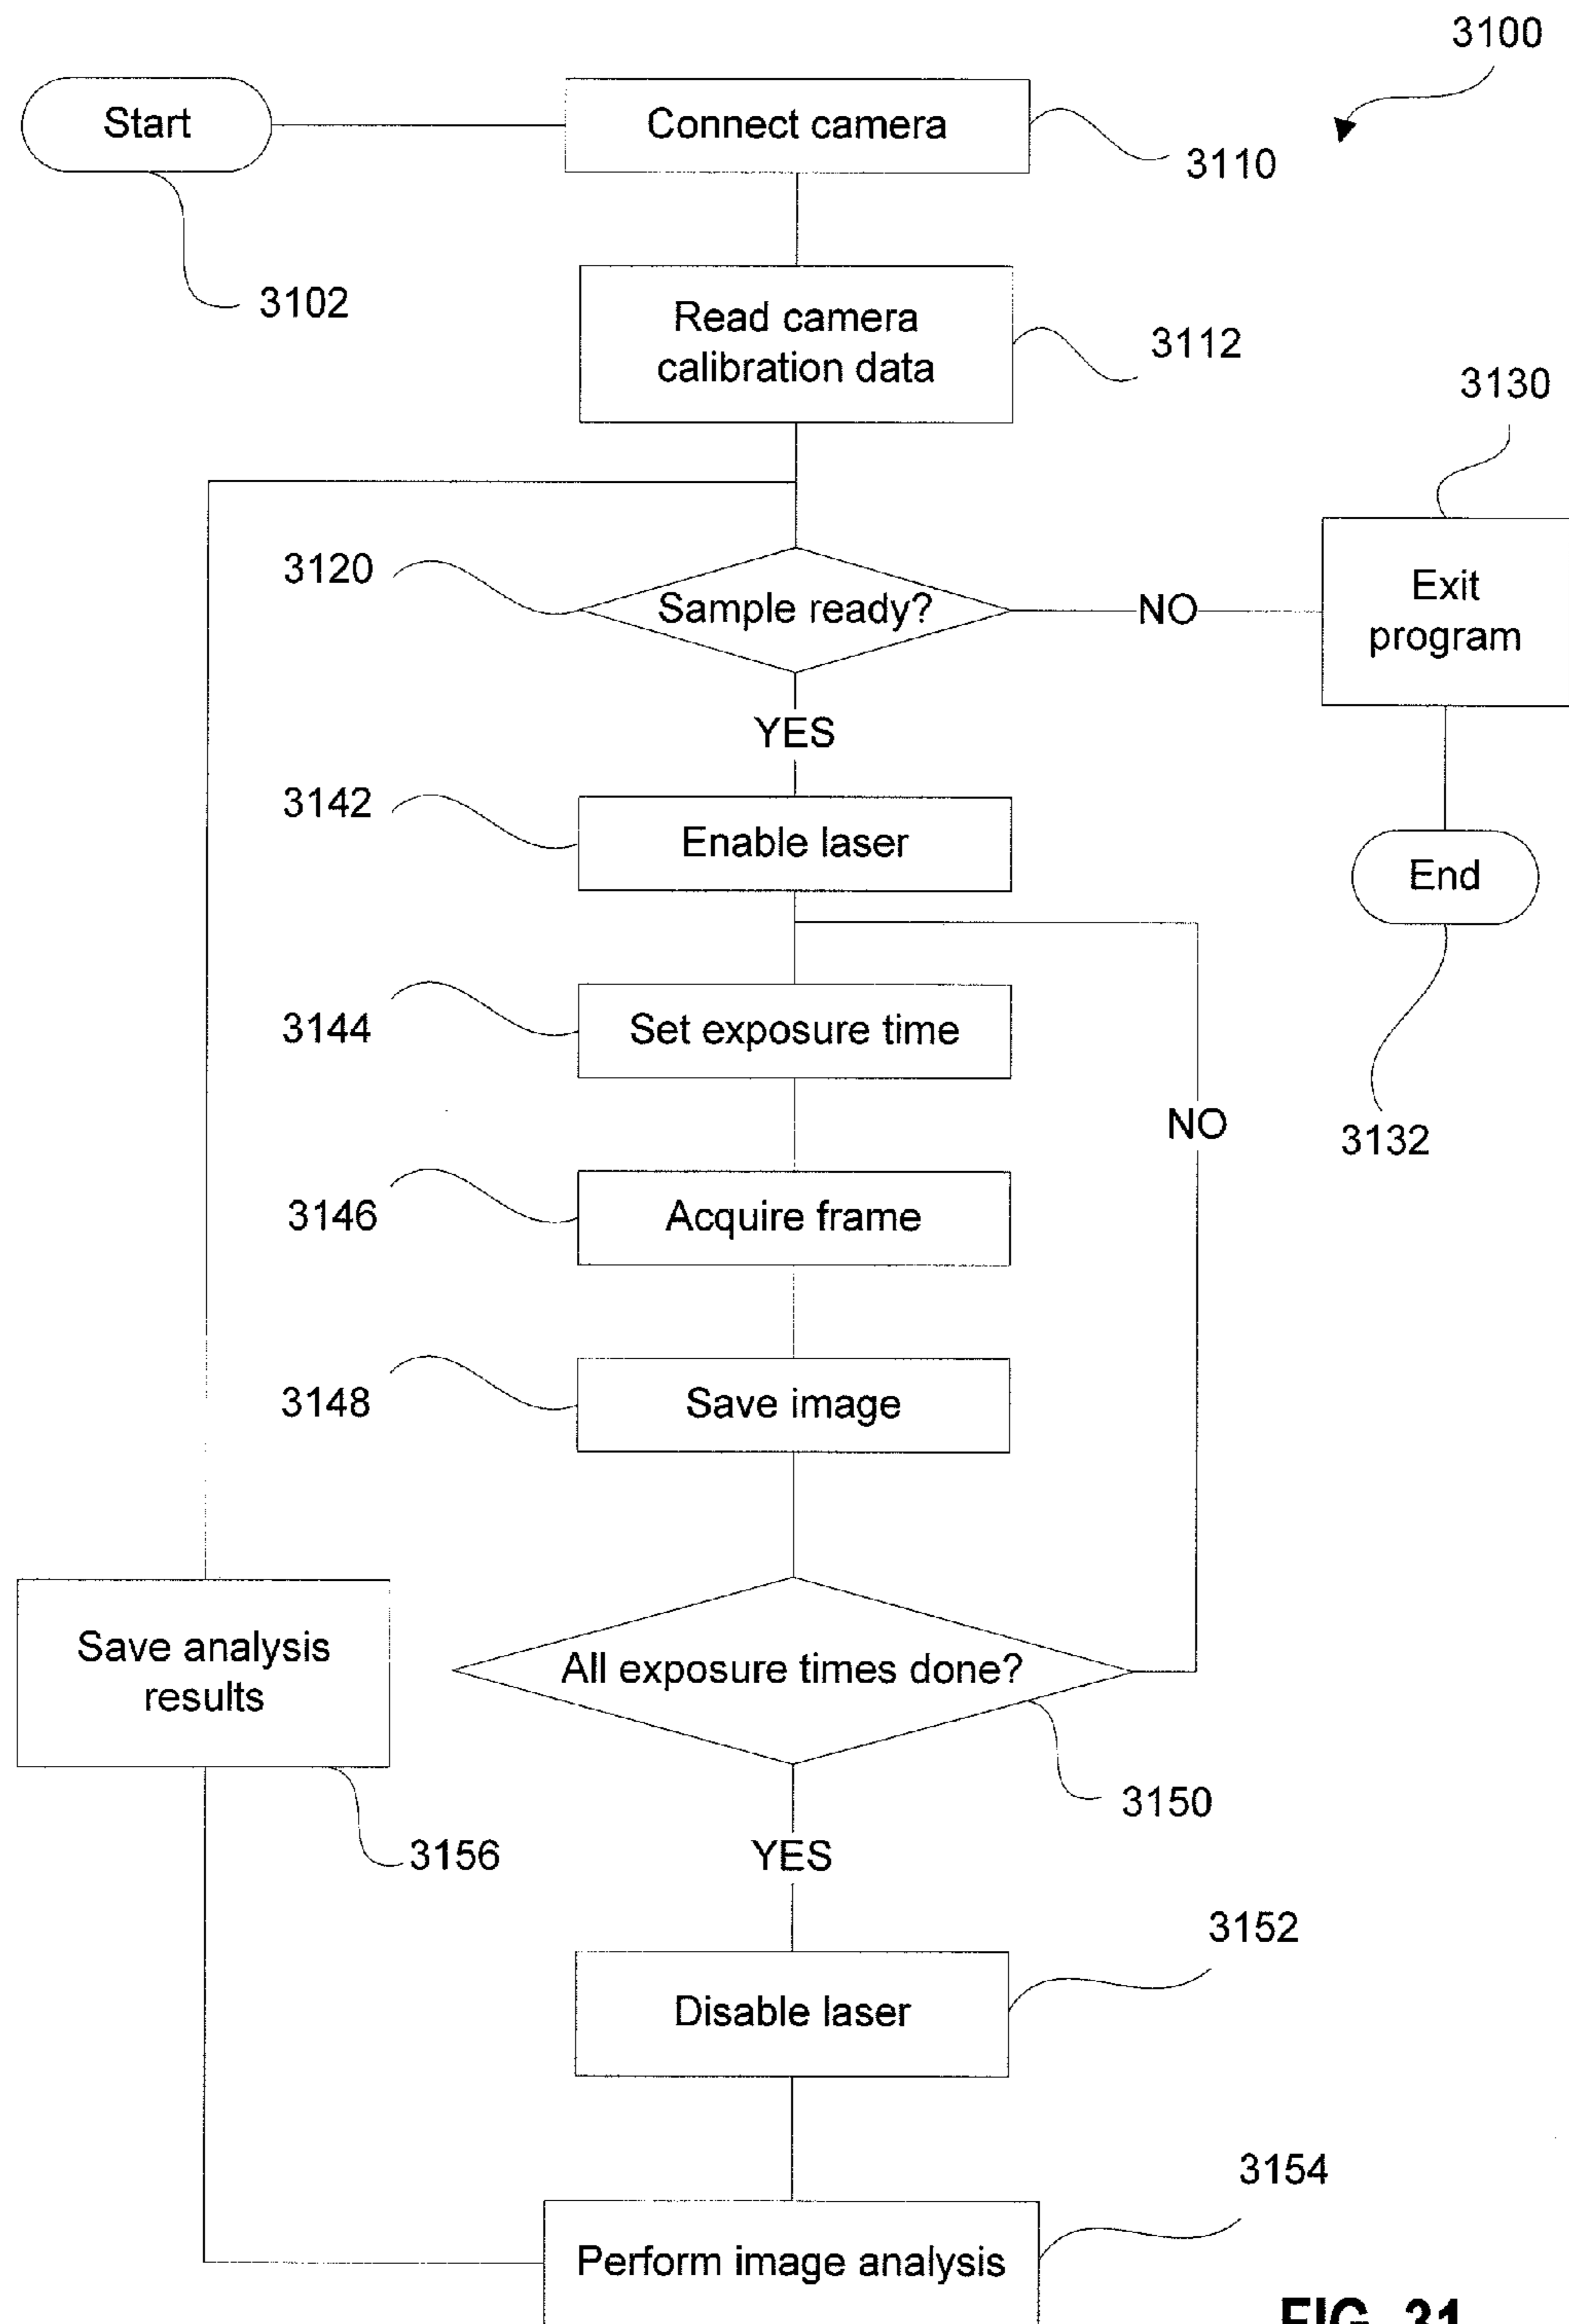 3100
Start
Connect camera
3110
3102
Read camera
calibration data
3112
3130
3120
Sample ready?
NO
Exit
program
YES
3142
Enable laser
End
3144
Set exposure time
NO
3132
3146
Acquire frame
3148
Save image
Save analysis
results
All exposure times done?
3150
3156
YES
3152
Disable laser
3154
Perform image analysis
FIG. 31